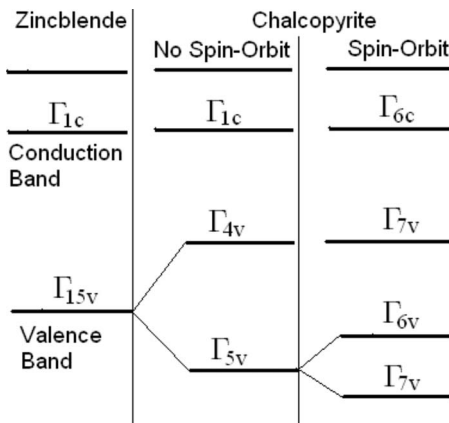 Zincblende
Chalcopyrite
No Spin-Orbit
Spin-Orbit
Γ1c
Γ1c
Γ6c
Conduction
Band
Γ4v
Γ7v
Γ15v
Γ6v
Valence
Band
Γ5v
Γ7v